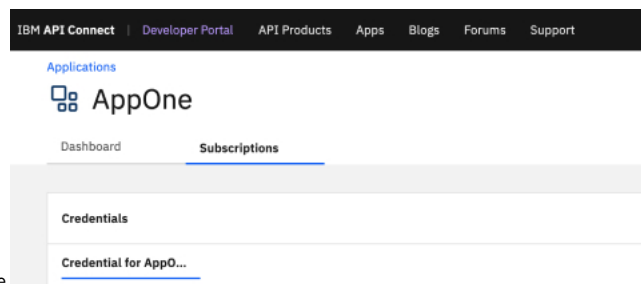 IBM API Connect | Developer Portal API Products Apps Blogs Forums Support
Applications
AppOne
Dashboard Subscriptions
Credentials
Credential for AppO...
e